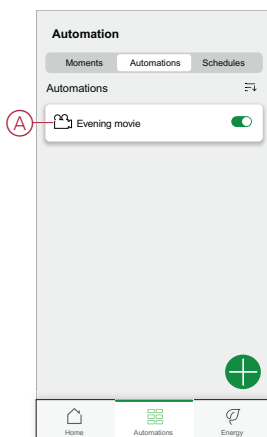 Automation
Moments Automations Schedules
Automations
A Evening movie
Home Automations Energy